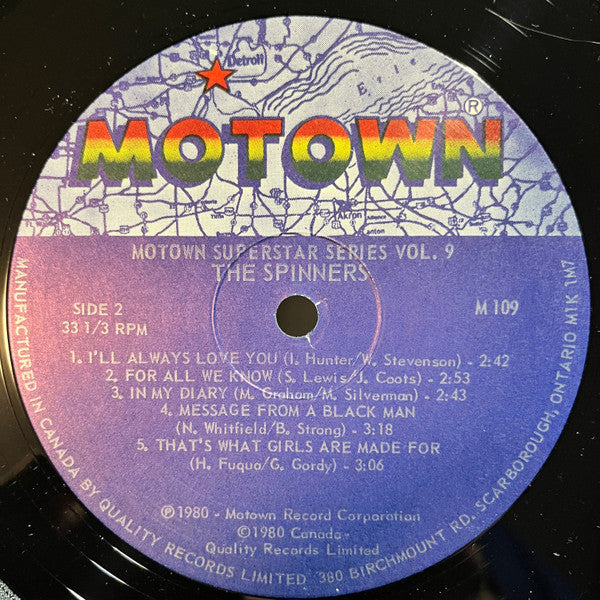 Detroit
Erie
MOTOWN®
Akron
MOTOWN SUPERSTAR SERIES VOL. 9
THE SPINNERS
SIDE 2
33 1/3 RPM
M 109
1. I'LL ALWAYS LOVE YOU (I. Hunter/W. Stevenson) - 2:42
2. FOR ALL WE KNOW (S. Lewis/J. Coots) - 2:53
3. IN MY DIARY (M. Graham/M. Silverman) - 2:43
4. MESSAGE FROM A BLACK MAN
(N. Whitfield/B. Strong) - 3:18
5. THAT'S WHAT GIRLS ARE MADE FOR
(H. Fuqua/G. Gordy) - 3:06
℗1980 - Motown Record Corporation
©1980 Canada -
Quality Records Limited
MANUFACTURED IN CANADA BY QUALITY RECORDS LIMITED 380 BIRCHMOUNT RD. SCARBOROUGH, ONTARIO M1K 1M7